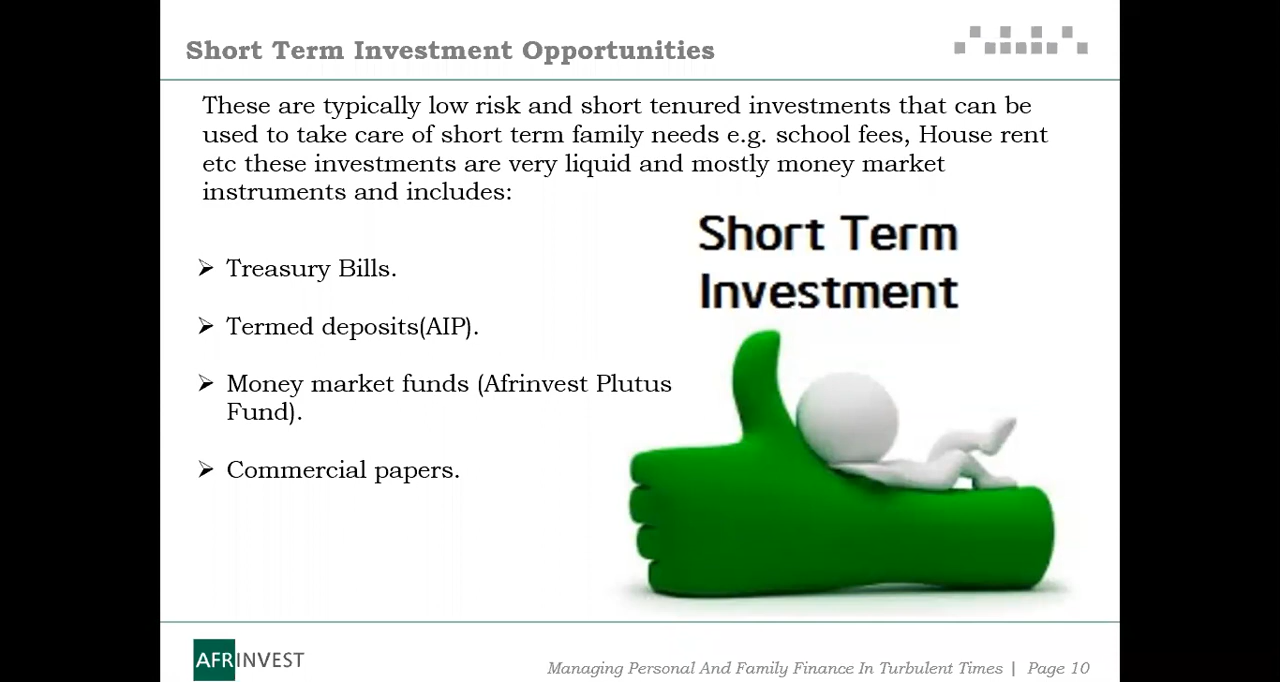 Short Term Investment Opportunities
These are typically low risk and short tenured investments that can be
used to take care of short term family needs e.g. school fees, House rent
etc these investments are very liquid and mostly money market
instruments and includes:
Short Term
Investment
➢ Treasury Bills.
➢ Termed deposits(AIP).
➢ Money market funds (Afrinvest Plutus
Fund).
➢ Commercial papers.
AFRINVEST
Managing Personal And Family Finance In Turbulent Times | Page 10